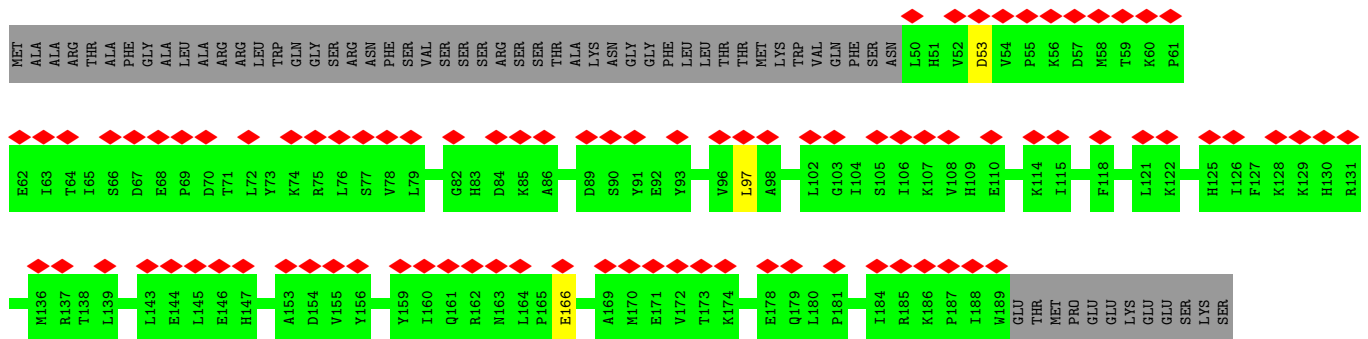 MET ALA ALA ARG THR ALA PHE GLY ALA LEU ALA ARG ARG LEU TRP GLN GLY SER ARG ASN PHE SER VAL SER SER SER ARG SER SER THR ALA LYS ASN GLY GLY PHE LEU LEU THR THR MET LYS TRP VAL GLN PHE SER ASN L50 H51 V52 D53 V54 P55 K56 D57 M58 T59 K60 P61
E62 I63 T64 I65 S66 D67 E68 P69 D70 T71 L72 Y73 K74 R75 L76 S77 V78 L79 G82 H83 D84 K85 A86 D89 S90 Y91 E92 Y93 V96 L97 A98 L102 G103 I104 S105 I106 K107 V108 H109 E110 K114 I115 F118 L121 K122 H125 I126 F127 K128 K129 H130 R131
M136 R137 T138 L139 L143 E144 L145 E146 H147 A153 D154 V155 Y156 Y159 I160 Q161 R162 N163 L164 P165 E166 A169 M170 E171 V172 T173 K174 E178 Q179 L180 P181 I184 R185 K186 P187 I188 W189 GLU THR MET PRO GLU GLU LYS GLU GLU SER LYS SER